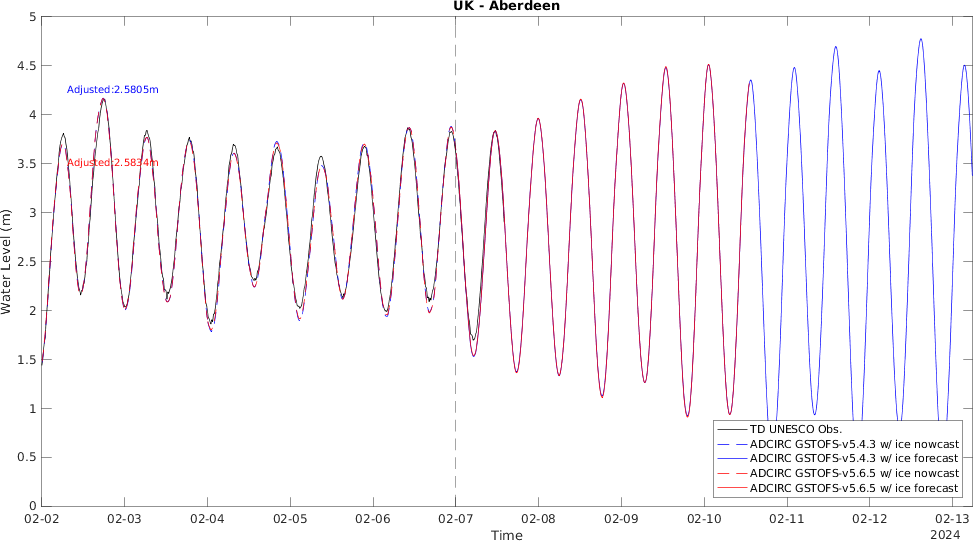 UK - Aberdeen
5
4.5
4
3.5
3
2.5
2
1.5
1
0.5
0
Water Level (m)
Adjusted:2.5805m
Adjusted:2.5834m
TD UNESCO Obs.
ADCIRC GSTOFS-v5.4.3 w/ ice nowcast
ADCIRC GSTOFS-v5.4.3 w/ ice forecast
ADCIRC GSTOFS-v5.6.5 w/ ice nowcast
ADCIRC GSTOFS-v5.6.5 w/ ice forecast
02-02 02-03 02-04 02-05 02-06 02-07 02-08 02-09 02-10 02-11 02-12 02-13
2024
Time